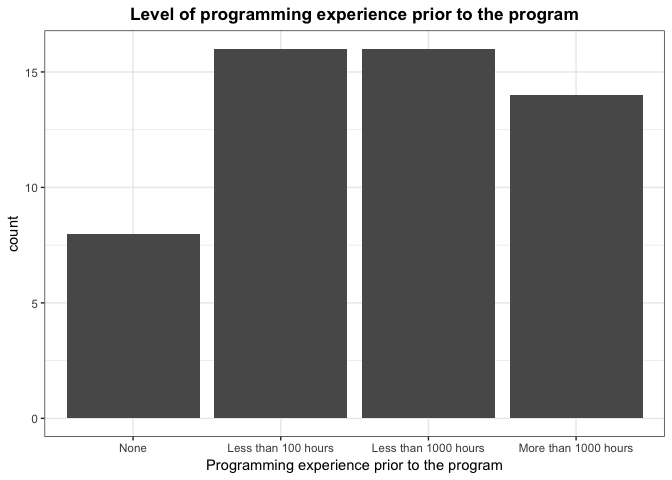 Level of programming experience prior to the program
15
10
5
0
count
None
Less than 100 hours
Less than 1000 hours
More than 1000 hours
Programming experience prior to the program